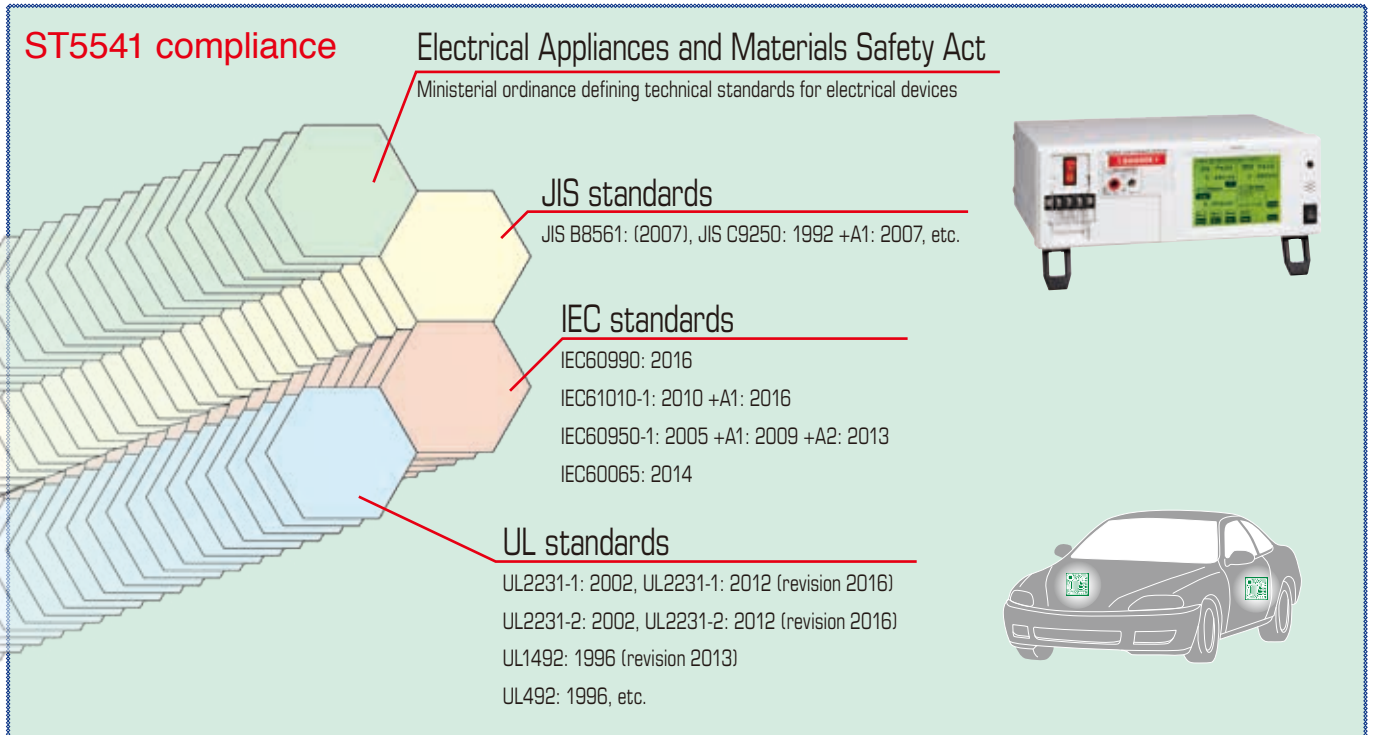 ST5541 compliance
Electrical Appliances and Materials Safety Act
Ministerial ordinance defining technical standards for electrical devices
JIS standards
JIS B8561: (2007), JIS C9250: 1992 +A1: 2007, etc.
IEC standards
IEC60990: 2016
IEC61010-1: 2010 +A1: 2016
IEC60950-1: 2005 +A1: 2009 +A2: 2013
IEC60065: 2014
UL standards
UL2231-1: 2002, UL2231-1: 2012 (revision 2016)
UL2231-2: 2002, UL2231-2: 2012 (revision 2016)
UL1492: 1996 (revision 2013)
UL492: 1996, etc.